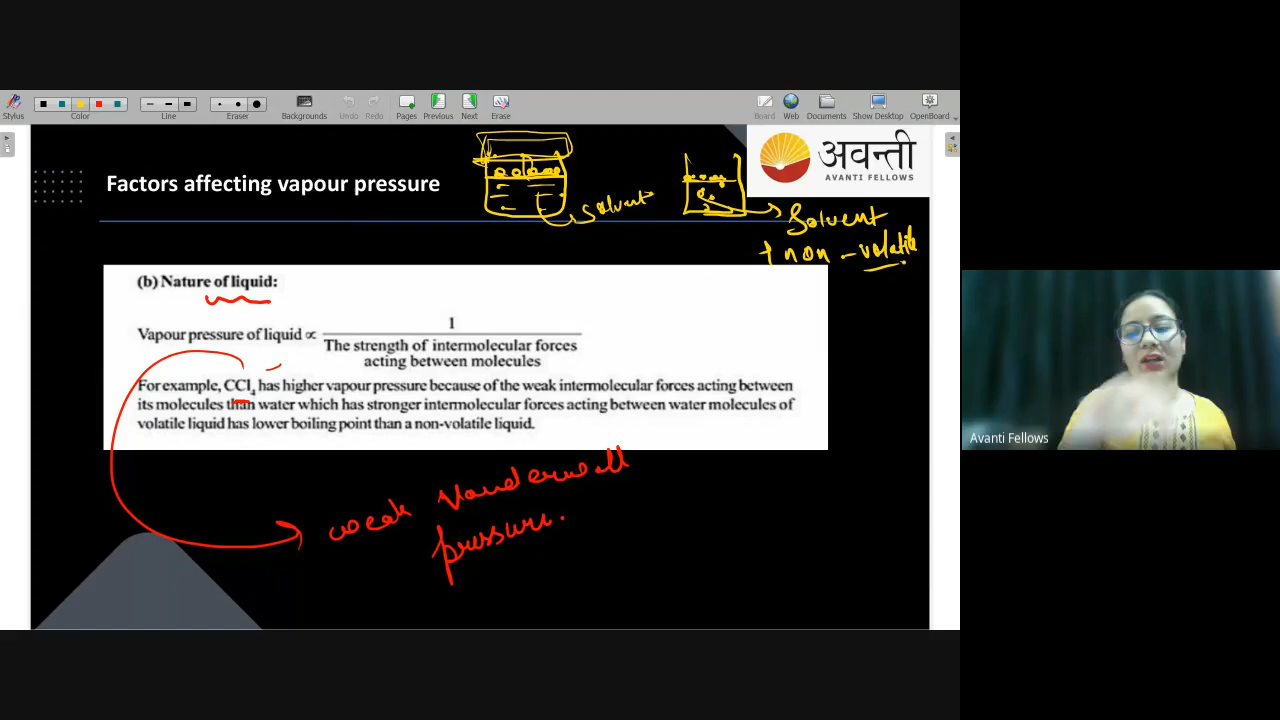 Stylus
Color
Line
Eraser
Backgrounds
Undo
Redo
Pages
Previous
Next
Erase
Board
Web
Documents
Show Desktop
OpenBoard
Factors affecting vapour pressure
अवन्ती
AVANTI FELLOWS
solvent
Solvent
+ non-volatile
(b) Nature of liquid:
Vapour pressure of liquid ∝ 1
The strength of intermolecular forces
acting between molecules
For example, CCl₄ has higher vapour pressure because of the weak intermolecular forces acting between
its molecules than water which has stronger intermolecular forces acting between water molecules of
volatile liquid has lower boiling point than a non-volatile liquid.
weak Vanderwall
pressure.
Avanti Fellows